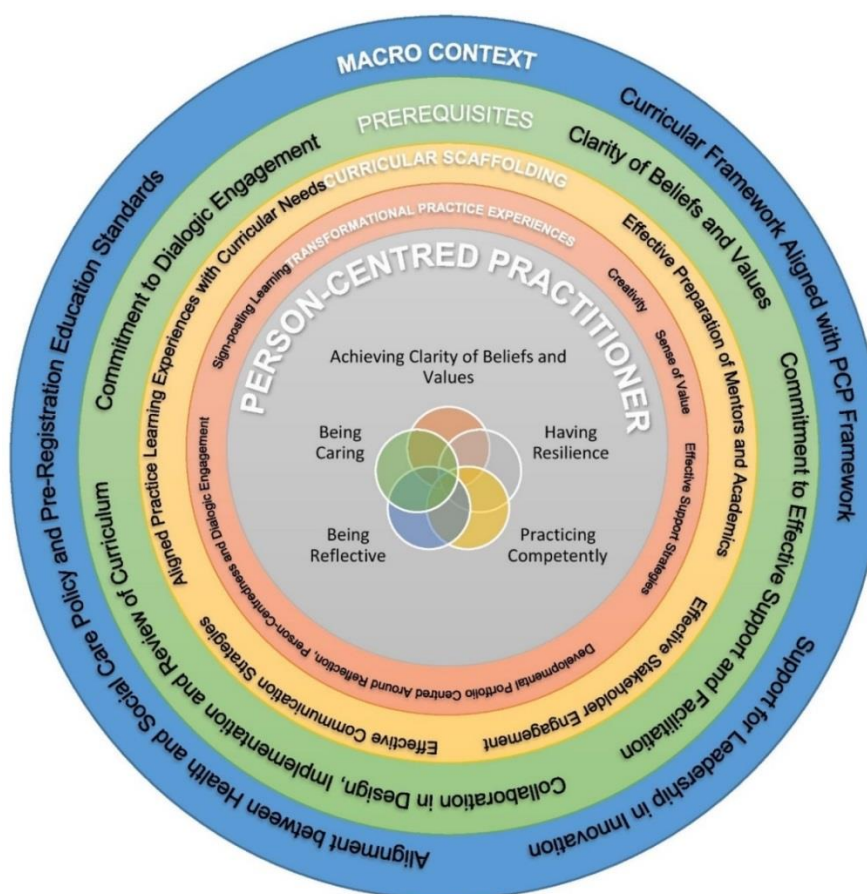 MACRO CONTEXT
Curricular Framework Aligned with PCP Framework
Support for Leadership in Innovation
Alignment between Health and Social Care Policy and Pre-Registration Education Standards
PREREQUISITES
Clarity of Beliefs and Values
Commitment to Effective Support and Facilitation
Collaboration in Design, Implementation and Review of Curriculum
Commitment to Dialogic Engagement
CURRICULAR SCAFFOLDING
Effective Preparation of Mentors and Academics
Effective Stakeholder Engagement
Effective Communication Strategies
Aligned Practice Learning Experiences with Curricular Needs
TRANSFORMATIONAL PRACTICE EXPERIENCES
Creativity
Sense of Value
Effective Support Strategies
Developmental Portfolio Centred Around Reflection, Person-Centredness and Dialogic Engagement
Sign-posting Learning
PERSON-CENTRED PRACTITIONER
Achieving Clarity of Beliefs and
Values
Being
Caring
Having
Resilience
Being
Reflective
Practicing
Competently